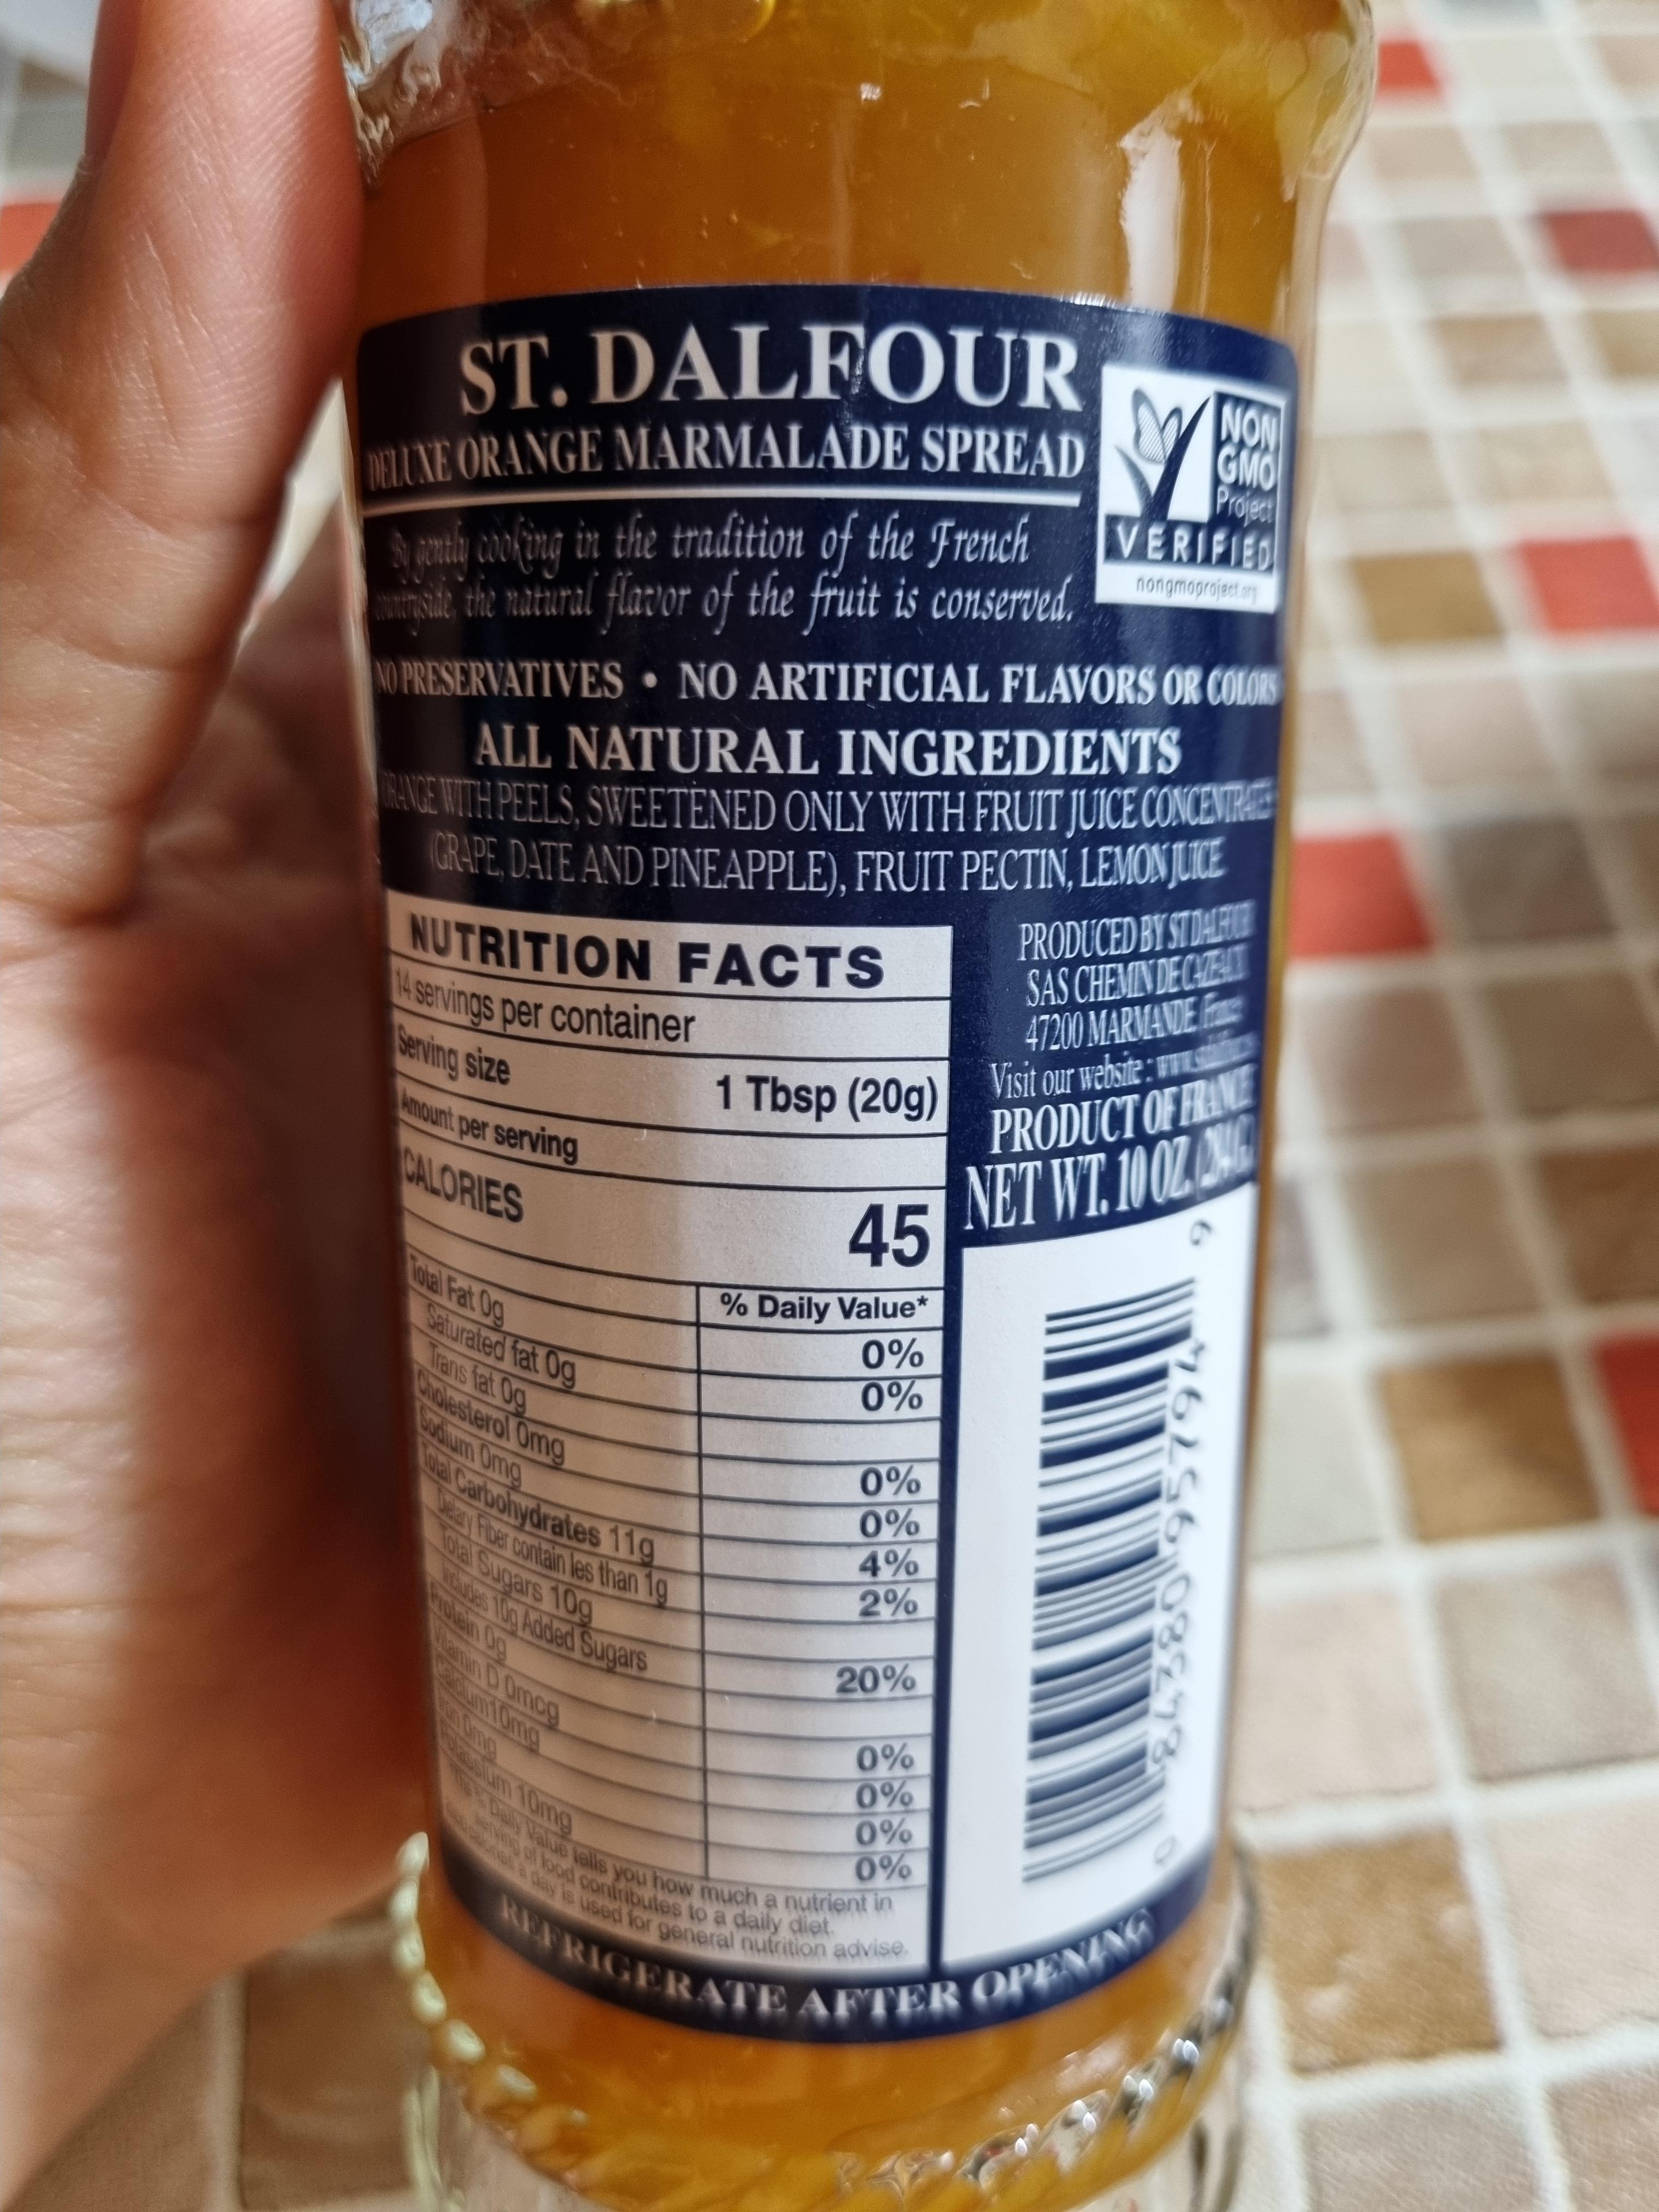 ST. DALFOUR
DELUXE ORANGE MARMALADE SPREAD
NON
GMO
Project
VERIFIED
nongmoproject.org
By gently cooking in the tradition of the French
countryside, the natural flavor of the fruit is conserved.
NO PRESERVATIVES • NO ARTIFICIAL FLAVORS OR COLORS
ALL NATURAL INGREDIENTS
ORANGE WITH PEELS, SWEETENED ONLY WITH FRUIT JUICE CONCENTRATES
(GRAPE, DATE AND PINEAPPLE), FRUIT PECTIN, LEMON JUICE
NUTRITION FACTS
14 servings per container
Serving size 1 Tbsp (20g)
Amount per serving
CALORIES 45
% Daily Value*
Total Fat 0g 0%
Saturated fat 0g 0%
Trans fat 0g
Cholesterol 0mg 0%
Sodium 0mg 0%
Total Carbohydrates 11g 4%
Dietary Fiber contain less than 1g 2%
Total Sugars 10g
Includes 10g Added Sugars 20%
Protein 0g
Vitamin D 0mcg 0%
Calcium 10mg 0%
Iron 0mg 0%
Potassium 10mg 0%
Daily Value tells you how much a nutrient in
serving of food contributes to a daily diet.
calories a day is used for general nutrition advise.
PRODUCED BY ST DALFOUR
SAS CHEMIN DE CAZEAUX
47200 MARMANDE France
Visit our website :
PRODUCT OF FRANCE
NET WT. 10 OZ. (284 G.)
0 84380 95794 6
REFRIGERATE AFTER OPENING